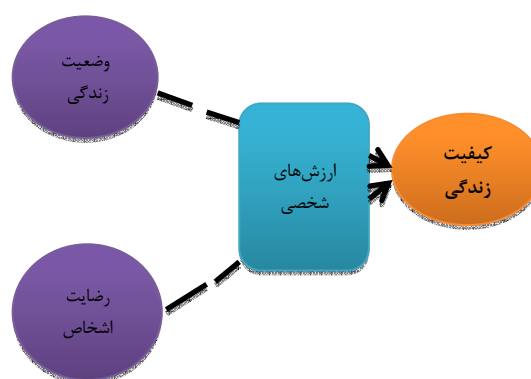 وضعیت
زندگی
ارزش‌های
شخصی
کیفیت
زندگی
رضایت
اشخاص